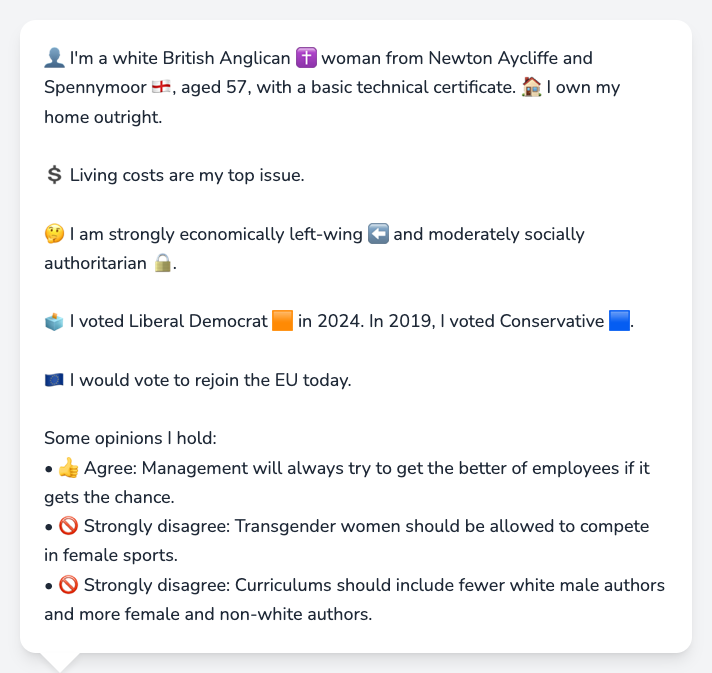 👤 I'm a white British Anglican ✝️ woman from Newton Aycliffe and
Spennymoor 🏴󠁧󠁢󠁥󠁮󠁧󠁿, aged 57, with a basic technical certificate. 🏠 I own my
home outright.
💲 Living costs are my top issue.
🤔 I am strongly economically left-wing ⬅️ and moderately socially
authoritarian 🔒.
🗳️ I voted Liberal Democrat 🟧 in 2024. In 2019, I voted Conservative 🟦.
🇪🇺 I would vote to rejoin the EU today.
Some opinions I hold:
• 👍 Agree: Management will always try to get the better of employees if it
gets the chance.
• 🚫 Strongly disagree: Transgender women should be allowed to compete
in female sports.
• 🚫 Strongly disagree: Curriculums should include fewer white male authors
and more female and non-white authors.